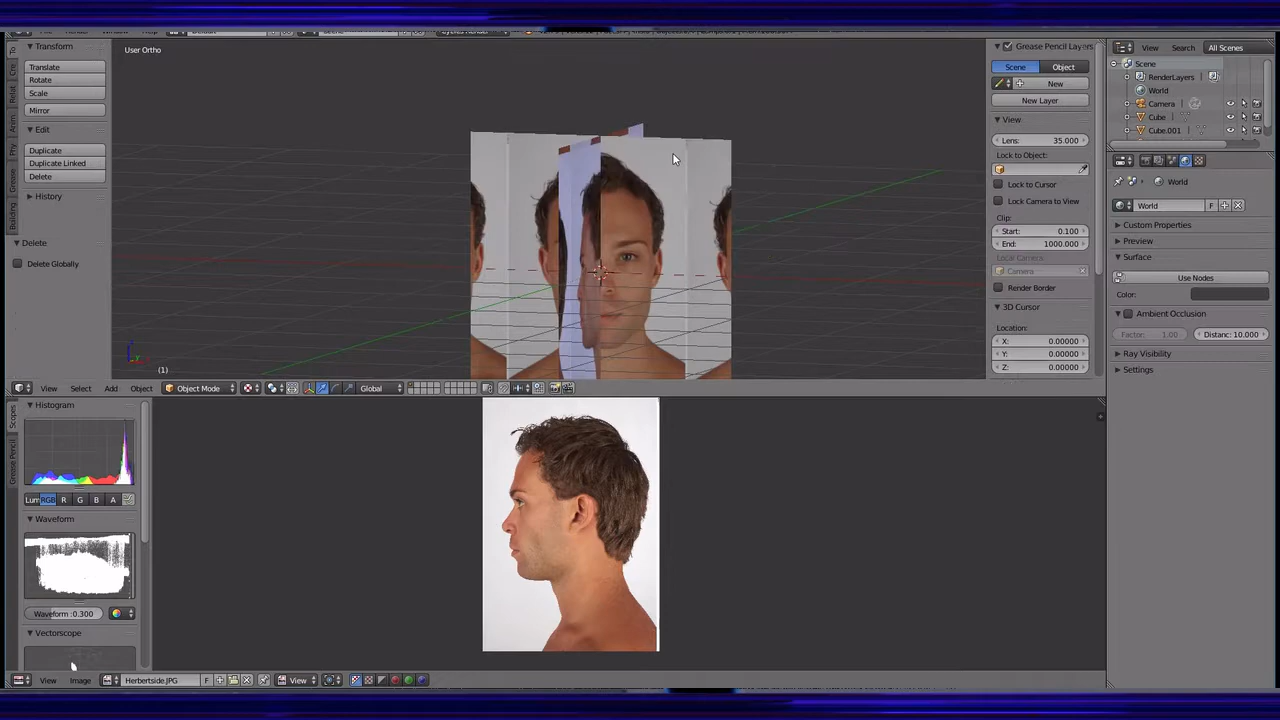 User Ortho
Transform
Translate
Rotate
Scale
Mirror
Edit
Duplicate
Duplicate Linked
Delete
History
Delete
Delete Globally
(1)
View Select Add Object Object Mode Global
Grease Pencil Layers
Scene Object
New
New Layer
View
Lens: 35.000
Lock to Object:
Lock to Cursor
Lock Camera to View
Clip:
Start: 0.100
End: 1000.000
Local Camera:
Camera
Render Border
3D Cursor
Location:
X: 0.00000
Y: 0.00000
Z: 0.00000
View Search All Scenes
Scene
RenderLayers
World
Camera
Cube
Cube.001
World
World F
Custom Properties
Preview
Surface
Use Nodes
Color:
Ambient Occlusion
Factor: 1.00 Distanc: 10.000
Ray Visibility
Settings
Scopes
Grease Pencil
Histogram
Lum RGB R G B A
Waveform
Waveform :0.300
Vectorscope
View Image Herbertside.JPG F View